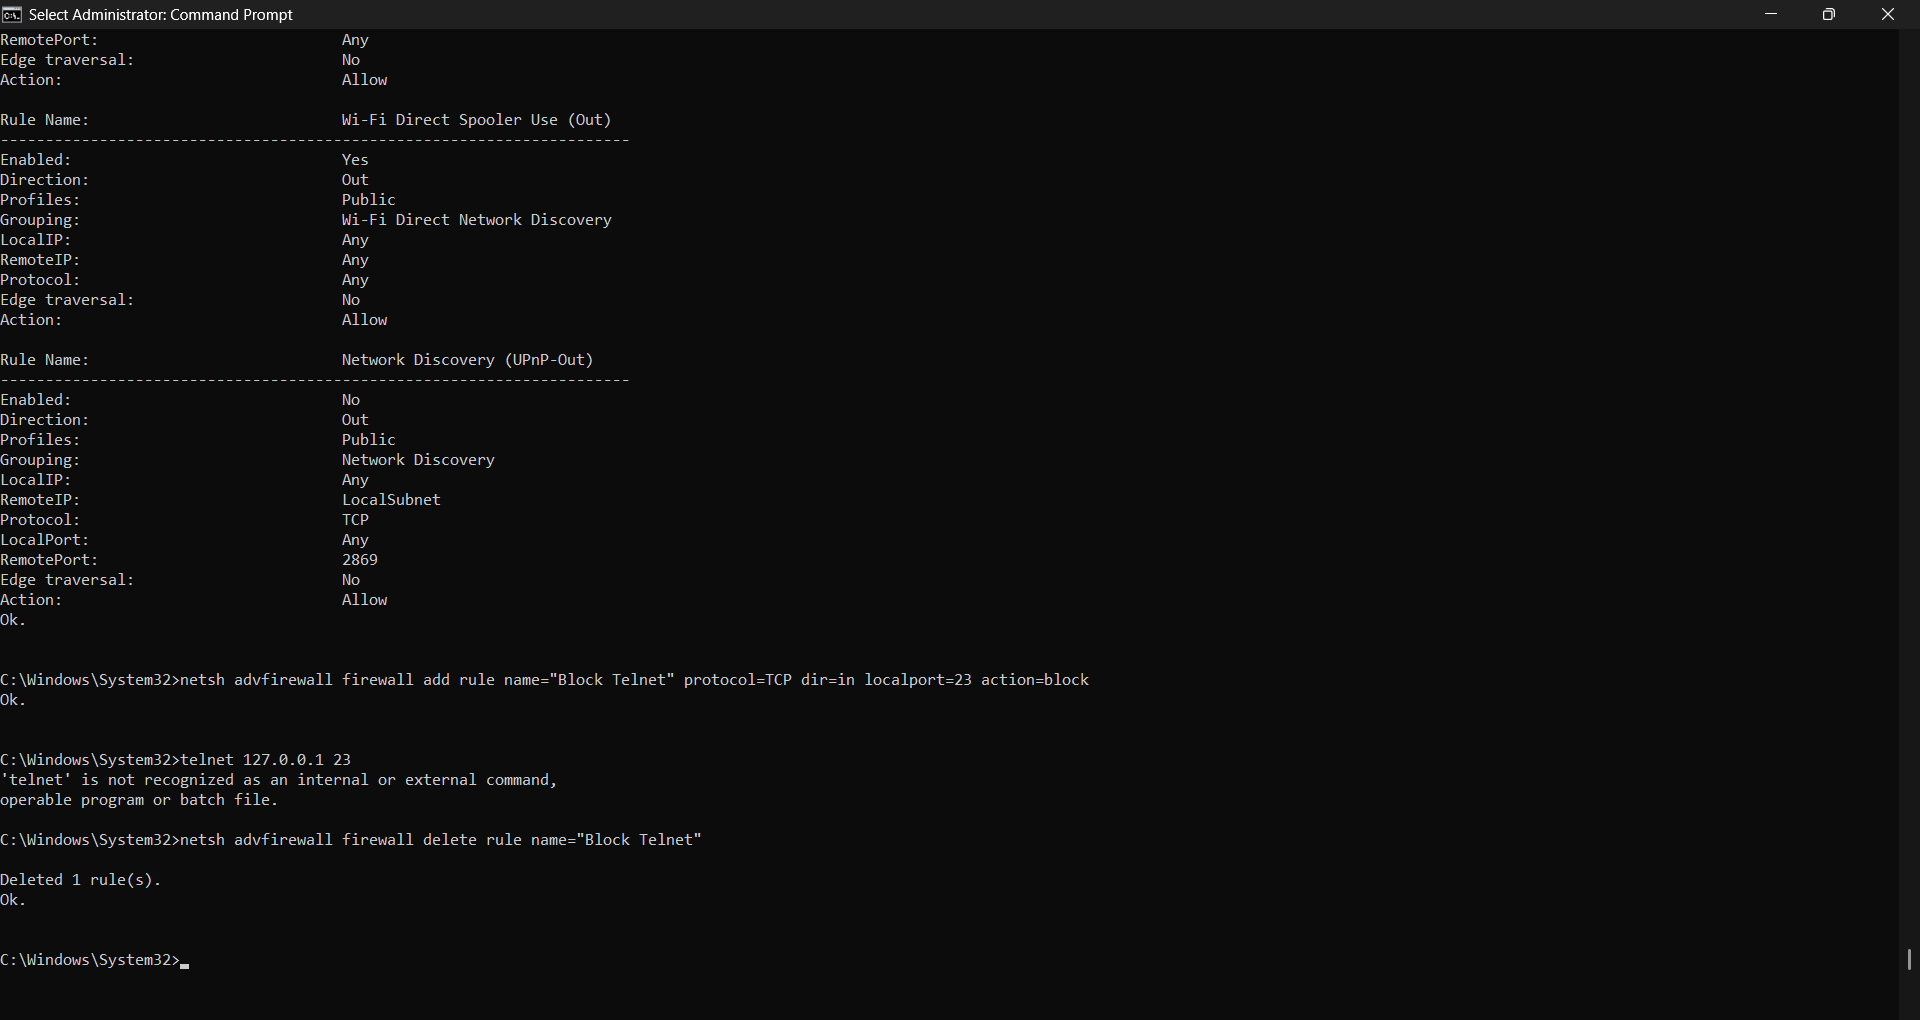 Select Administrator: Command Prompt
RemotePort: Any
Edge traversal: No
Action: Allow
Rule Name: Wi-Fi Direct Spooler Use (Out)
----------------------------------------------------------------------
Enabled: Yes
Direction: Out
Profiles: Public
Grouping: Wi-Fi Direct Network Discovery
LocalIP: Any
RemoteIP: Any
Protocol: Any
Edge traversal: No
Action: Allow
Rule Name: Network Discovery (UPnP-Out)
----------------------------------------------------------------------
Enabled: No
Direction: Out
Profiles: Public
Grouping: Network Discovery
LocalIP: Any
RemoteIP: LocalSubnet
Protocol: TCP
LocalPort: Any
RemotePort: 2869
Edge traversal: No
Action: Allow
Ok.
C:\Windows\System32>netsh advfirewall firewall add rule name="Block Telnet" protocol=TCP dir=in localport=23 action=block
Ok.
C:\Windows\System32>telnet 127.0.0.1 23
'telnet' is not recognized as an internal or external command,
operable program or batch file.
C:\Windows\System32>netsh advfirewall firewall delete rule name="Block Telnet"
Deleted 1 rule(s).
Ok.
C:\Windows\System32>